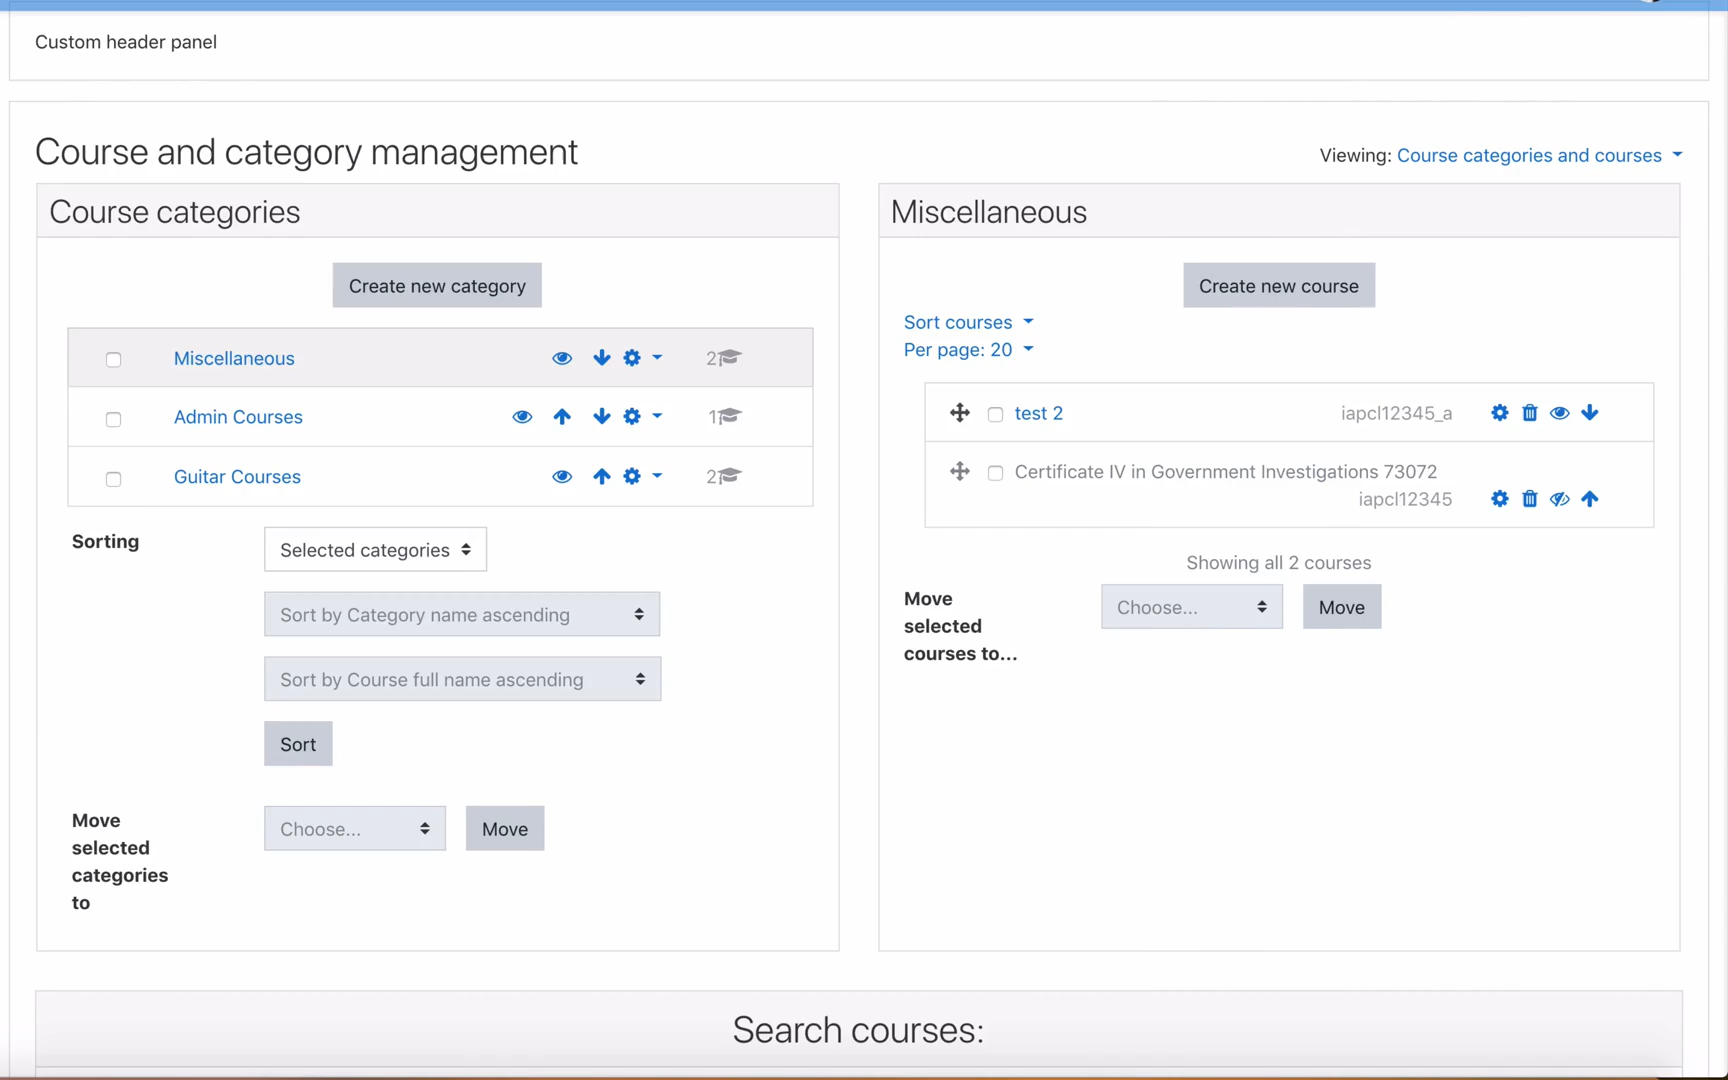 Custom header panel
Course and category management
Viewing: Course categories and courses
Course categories
Create new category
Miscellaneous 2
Admin Courses 1
Guitar Courses 2
Sorting
Selected categories
Sort by Category name ascending
Sort by Course full name ascending
Sort
Move
selected
categories
to
Choose...
Move
Miscellaneous
Create new course
Sort courses
Per page: 20
test 2 iapcl12345_a
Certificate IV in Government Investigations 73072
iapcl12345
Showing all 2 courses
Move
selected
courses to...
Choose...
Move
Search courses: